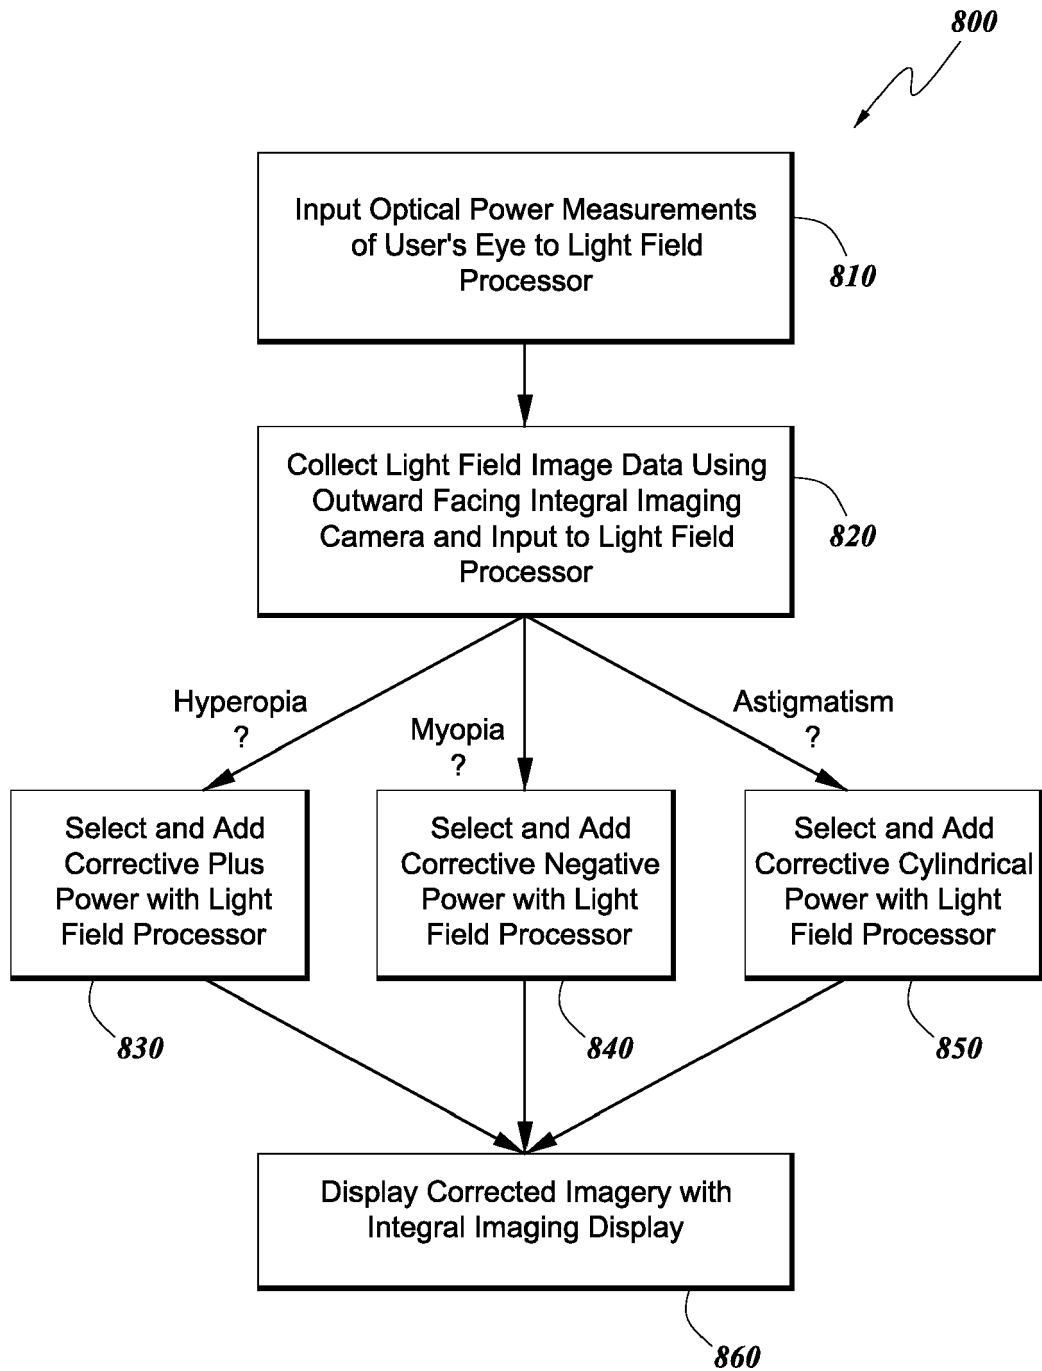 800
Input Optical Power Measurements
of User's Eye to Light Field
Processor
810
Collect Light Field Image Data Using
Outward Facing Integral Imaging
Camera and Input to Light Field
Processor
820
Hyperopia
?
Myopia
?
Astigmatism
?
Select and Add
Corrective Plus
Power with Light
Field Processor
830
Select and Add
Corrective Negative
Power with Light
Field Processor
840
Select and Add
Corrective Cylindrical
Power with Light
Field Processor
850
Display Corrected Imagery with
Integral Imaging Display
860